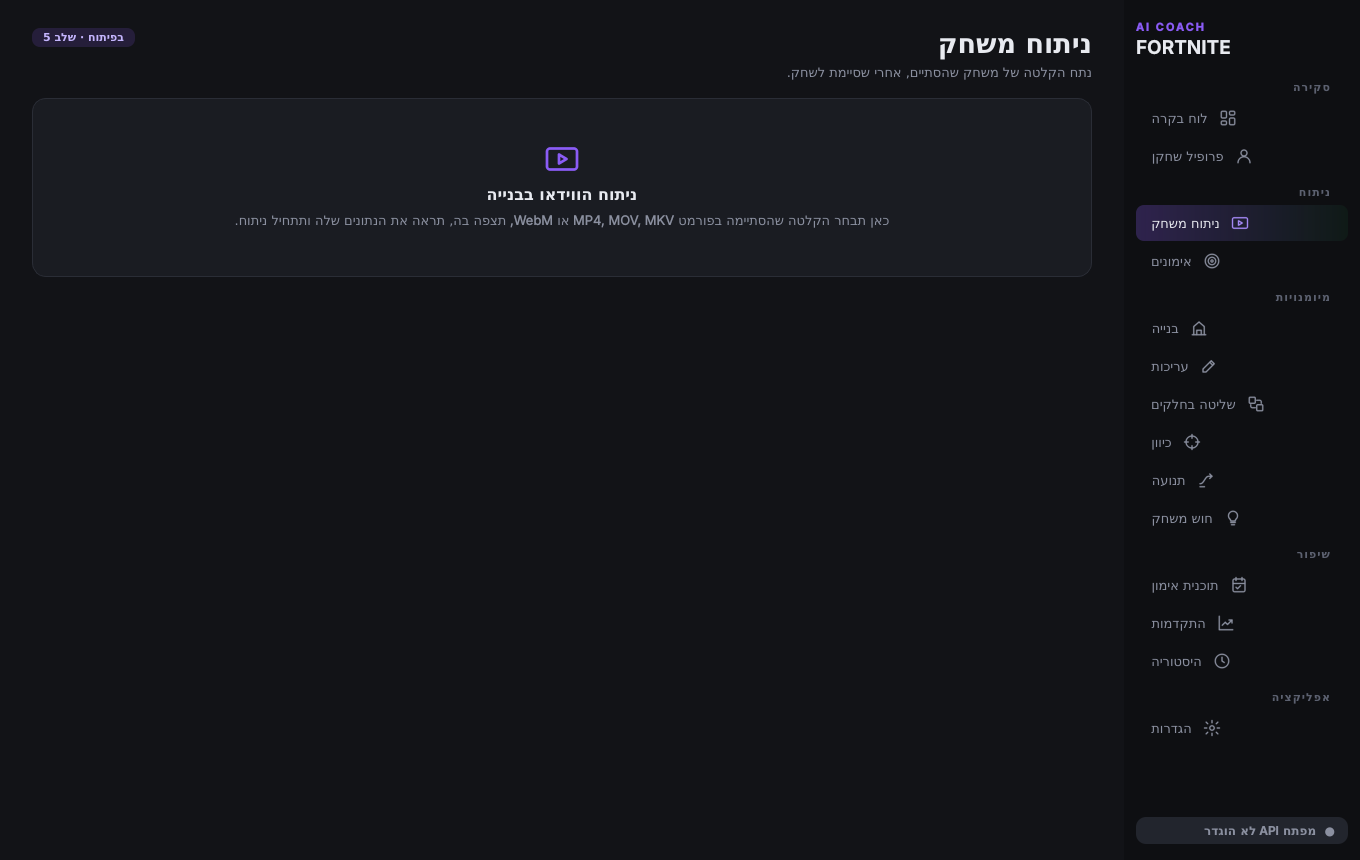 AI COACH
FORTNITE
סקירה
לוח בקרה
פרופיל שחקן
ניתוח
ניתוח משחק
אימונים
מיומנויות
בנייה
עריכות
שליטה בחלקים
כיוון
תנועה
חוש משחק
שיפור
תוכנית אימון
התקדמות
היסטוריה
אפליקציה
הגדרות
מפתח API לא הוגדר
ניתוח משחק
בפיתוח · שלב 5
נתח הקלטה של משחק שהסתיים, אחרי שסיימת לשחק.
ניתוח הווידאו בבנייה
כאן תבחר הקלטה שהסתיימה בפורמט MP4, MOV, MKV או WebM, תצפה בה, תראה את הנתונים שלה ותתחיל ניתוח.